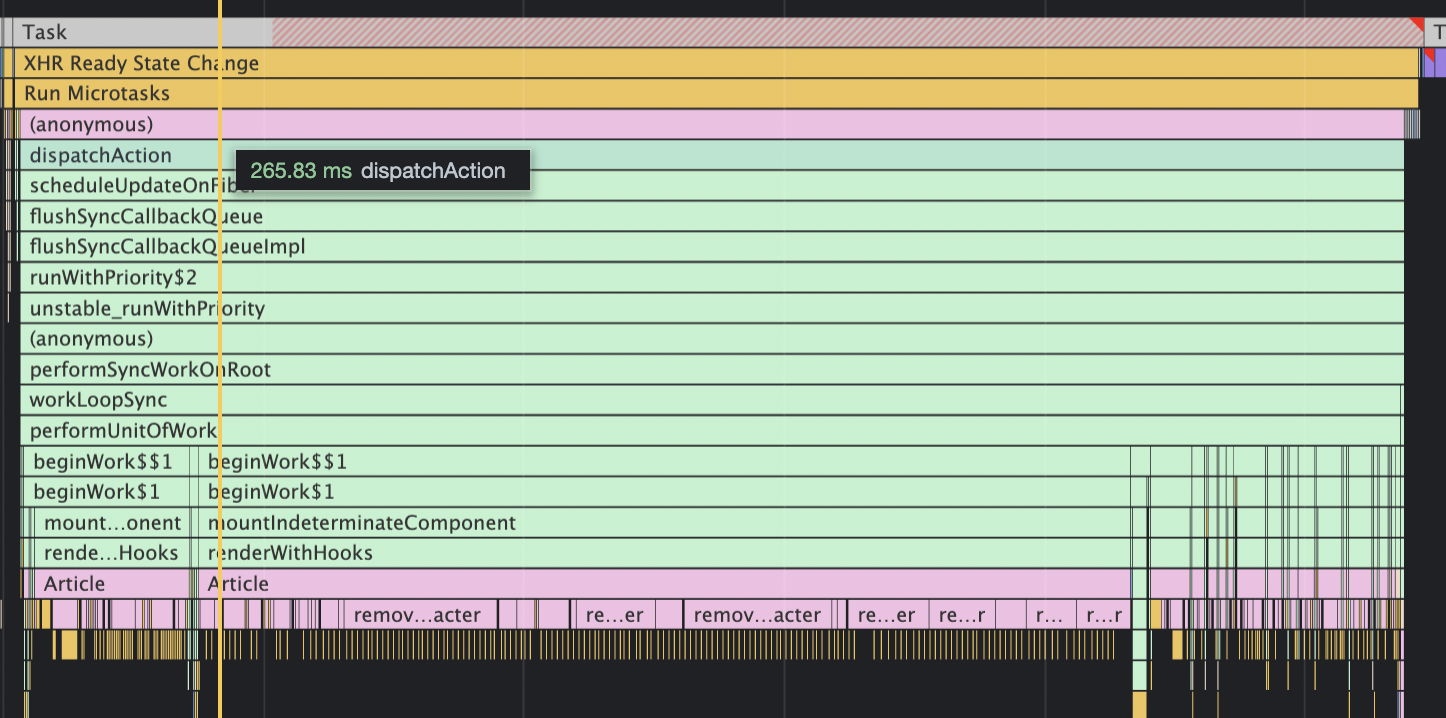 Task
T
XHR Ready State Change
Run Microtasks
(anonymous)
dispatchAction
265.83 ms dispatchAction
scheduleUpdateOnFiber
flushSyncCallbackQueue
flushSyncCallbackQueueImpl
runWithPriority$2
unstable_runWithPriority
(anonymous)
performSyncWorkOnRoot
workLoopSync
performUnitOfWork
beginWork$$1 beginWork$$1
beginWork$1 beginWork$1
mount…onent mountIndeterminateComponent
rende…Hooks renderWithHooks
Article Article
remov…acter re…er remov…acter re…er re…r r… r…r